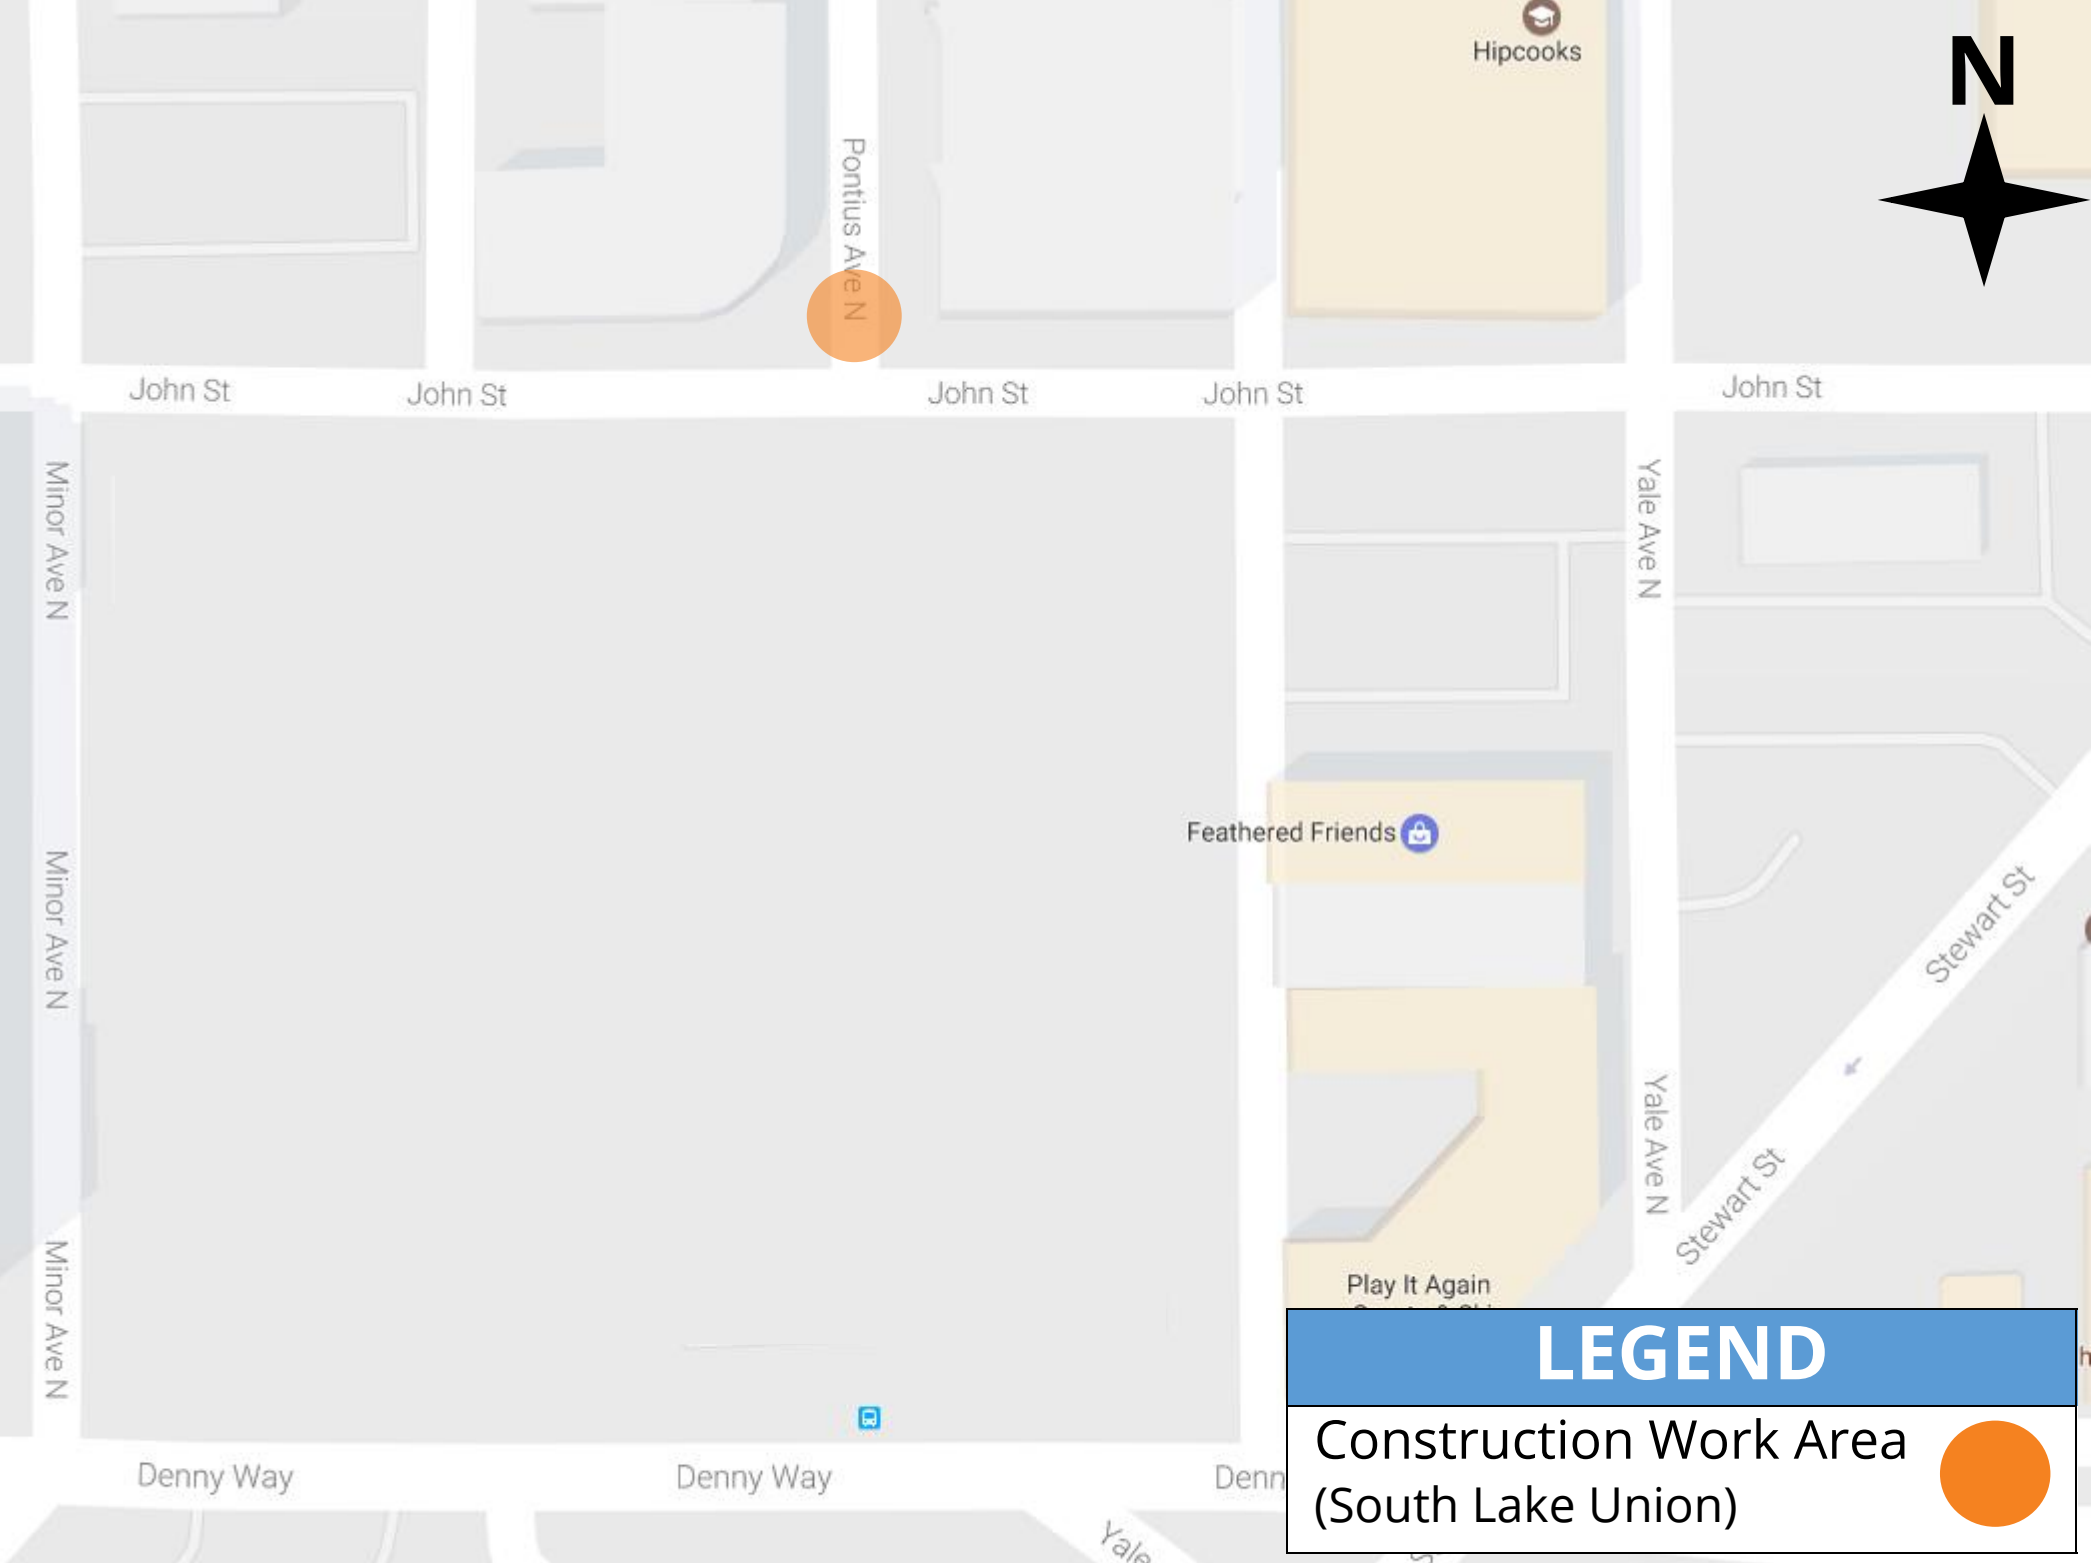 Hipcooks
N
Pontius Ave N
John St
John St
John St
John St
John St
Minor Ave N
Yale Ave N
Feathered Friends
Minor Ave N
Stewart St
Yale Ave N
Stewart St
Minor Ave N
Play It Again
LEGEND
Construction Work Area
(South Lake Union)
Denny Way
Denny Way
Denn
Yale